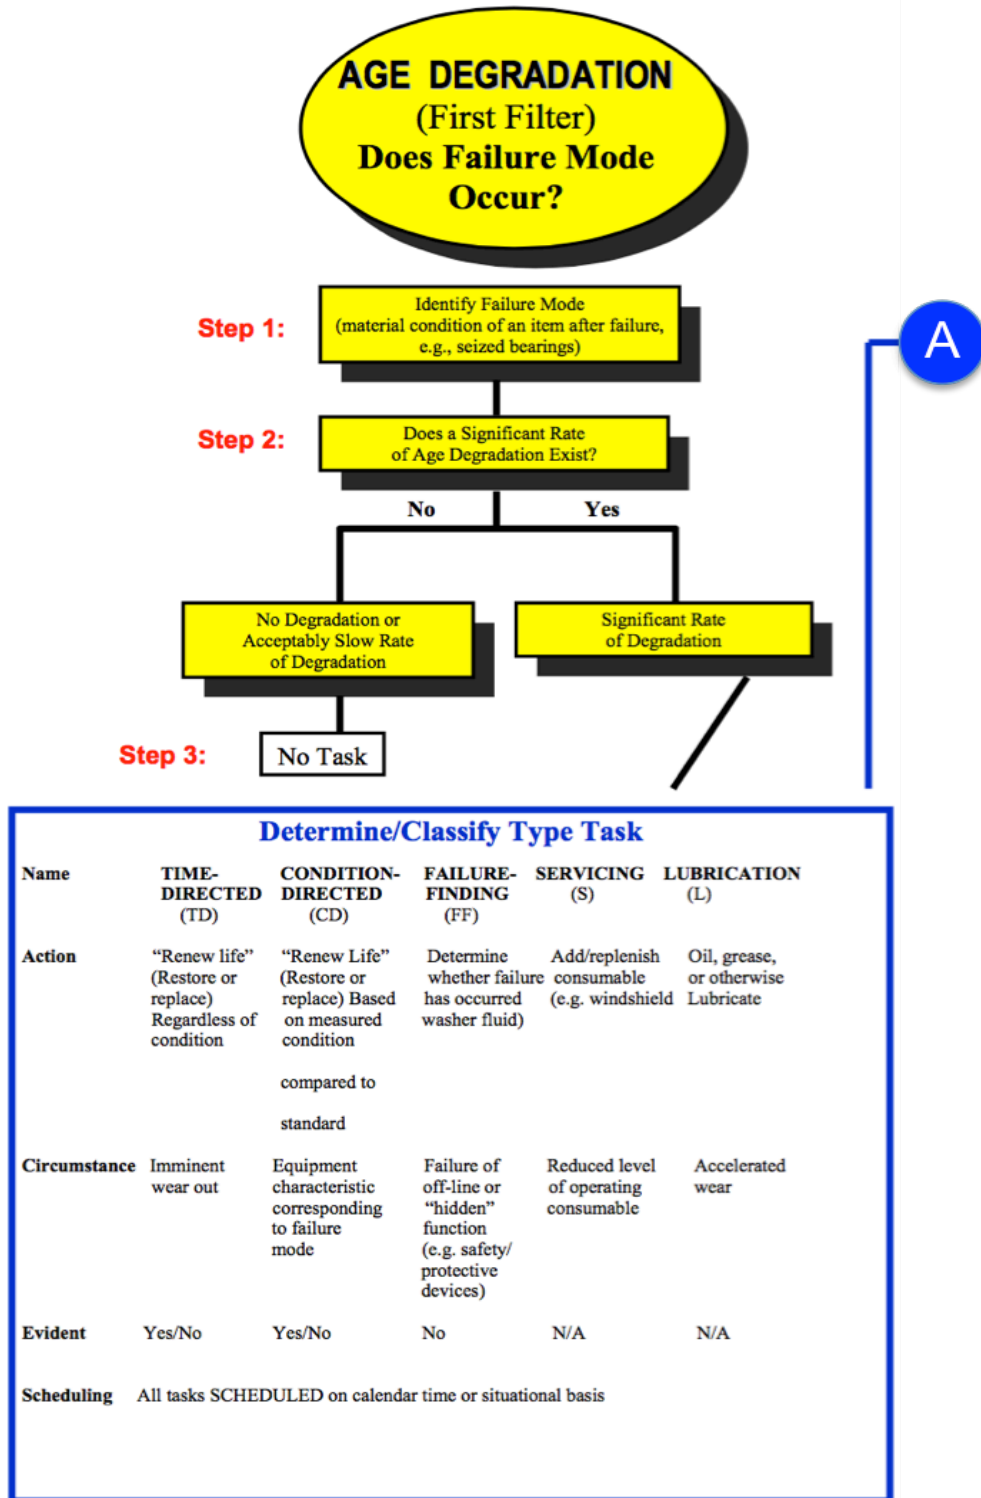 AGE DEGRADATION
(First Filter)
Does Failure Mode
Occur?
A
Step 1:
Identify Failure Mode
(material condition of an item after failure,
e.g., seized bearings)
Step 2:
Does a Significant Rate
of Age Degradation Exist?
No
Yes
No Degradation or
Acceptably Slow Rate
of Degradation
Significant Rate
of Degradation
Step 3:
No Task
Determine/Classify Type Task
Name
TIME-
DIRECTED
(TD)
CONDITION-
DIRECTED
(CD)
FAILURE-
FINDING
(FF)
SERVICING
(S)
LUBRICATION
(L)
Action
“Renew life”
(Restore or
replace)
Regardless of
condition
“Renew Life”
(Restore or
replace) Based
on measured
condition
compared to
standard
Determine
whether failure
has occurred
washer fluid)
Add/replenish
consumable
(e.g. windshield
Oil, grease,
or otherwise
Lubricate
Circumstance
Imminent
wear out
Equipment
characteristic
corresponding
to failure
mode
Failure of
off-line or
“hidden”
function
(e.g. safety/
protective
devices)
Reduced level
of operating
consumable
Accelerated
wear
Evident
Yes/No
Yes/No
No
N/A
N/A
Scheduling
All tasks SCHEDULED on calendar time or situational basis